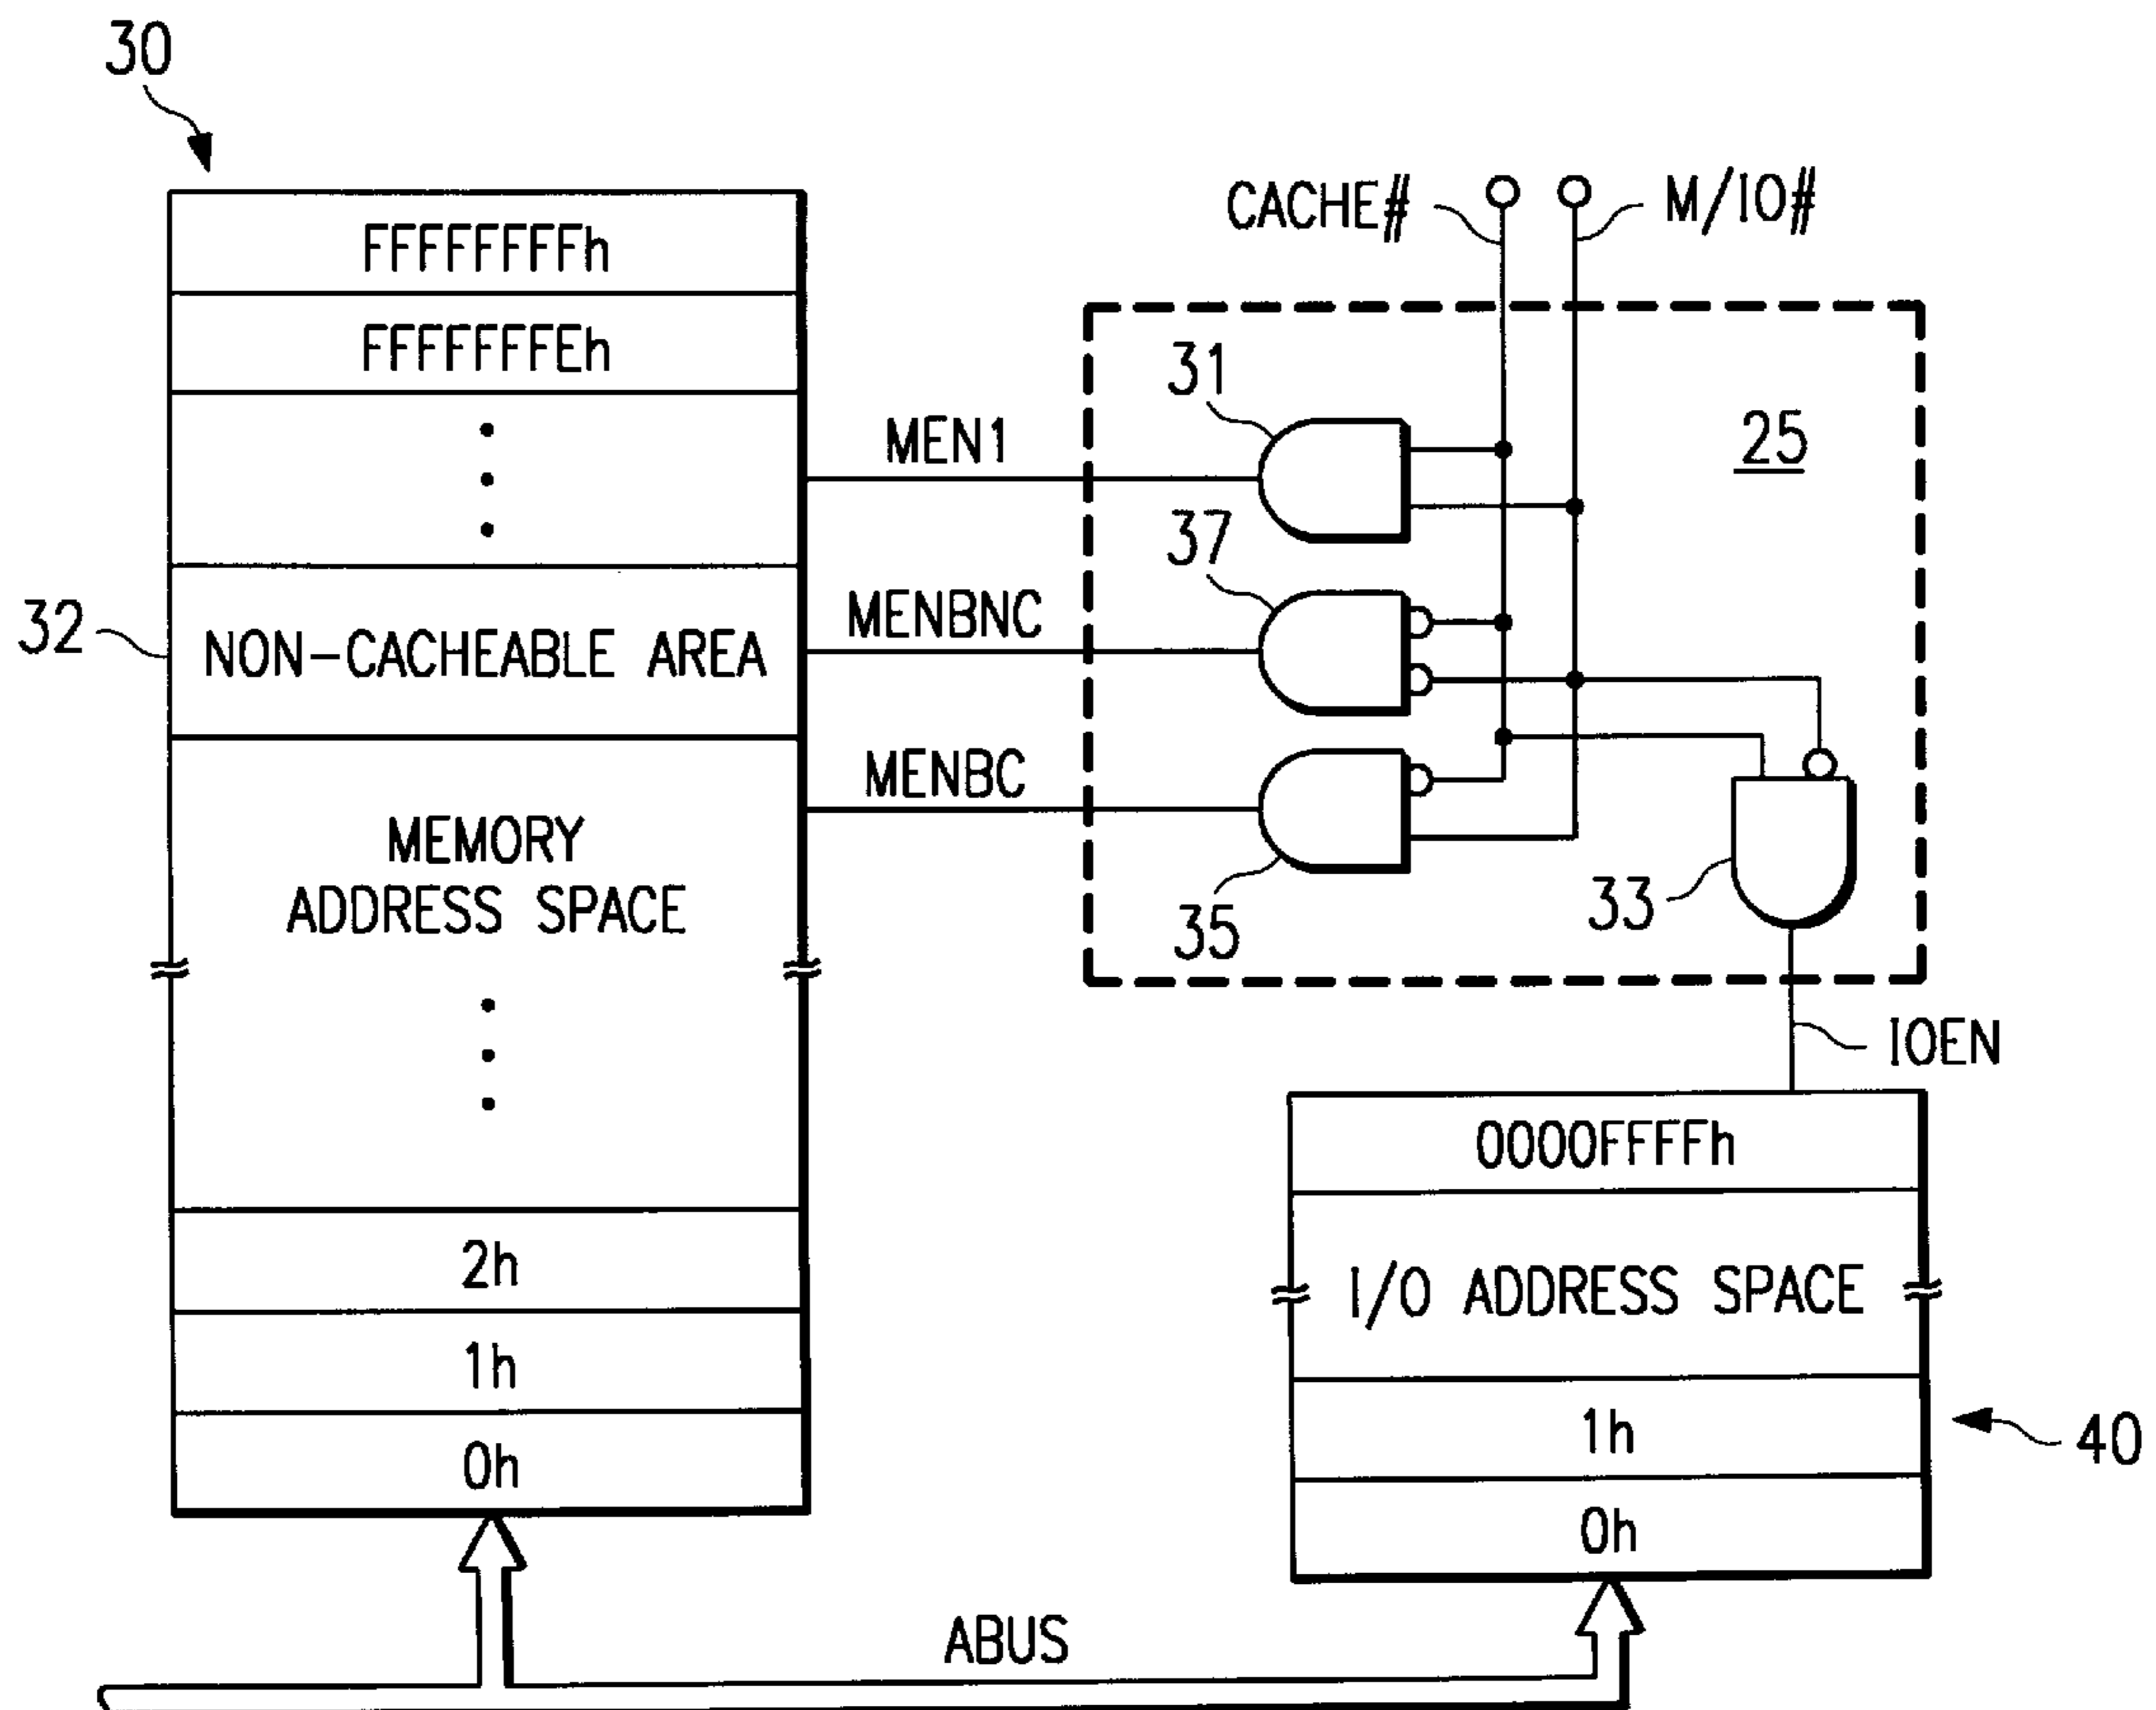 30
FFFFFFFFh
FFFFFFFEh
32
NON-CACHEABLE AREA
MEMORY
ADDRESS SPACE
2h
1h
0h
MEN1
MENBNC
MENBC
CACHE#
M/IO#
31
25
37
35
33
IOEN
0000FFFFh
I/O ADDRESS SPACE
1h
0h
40
ABUS